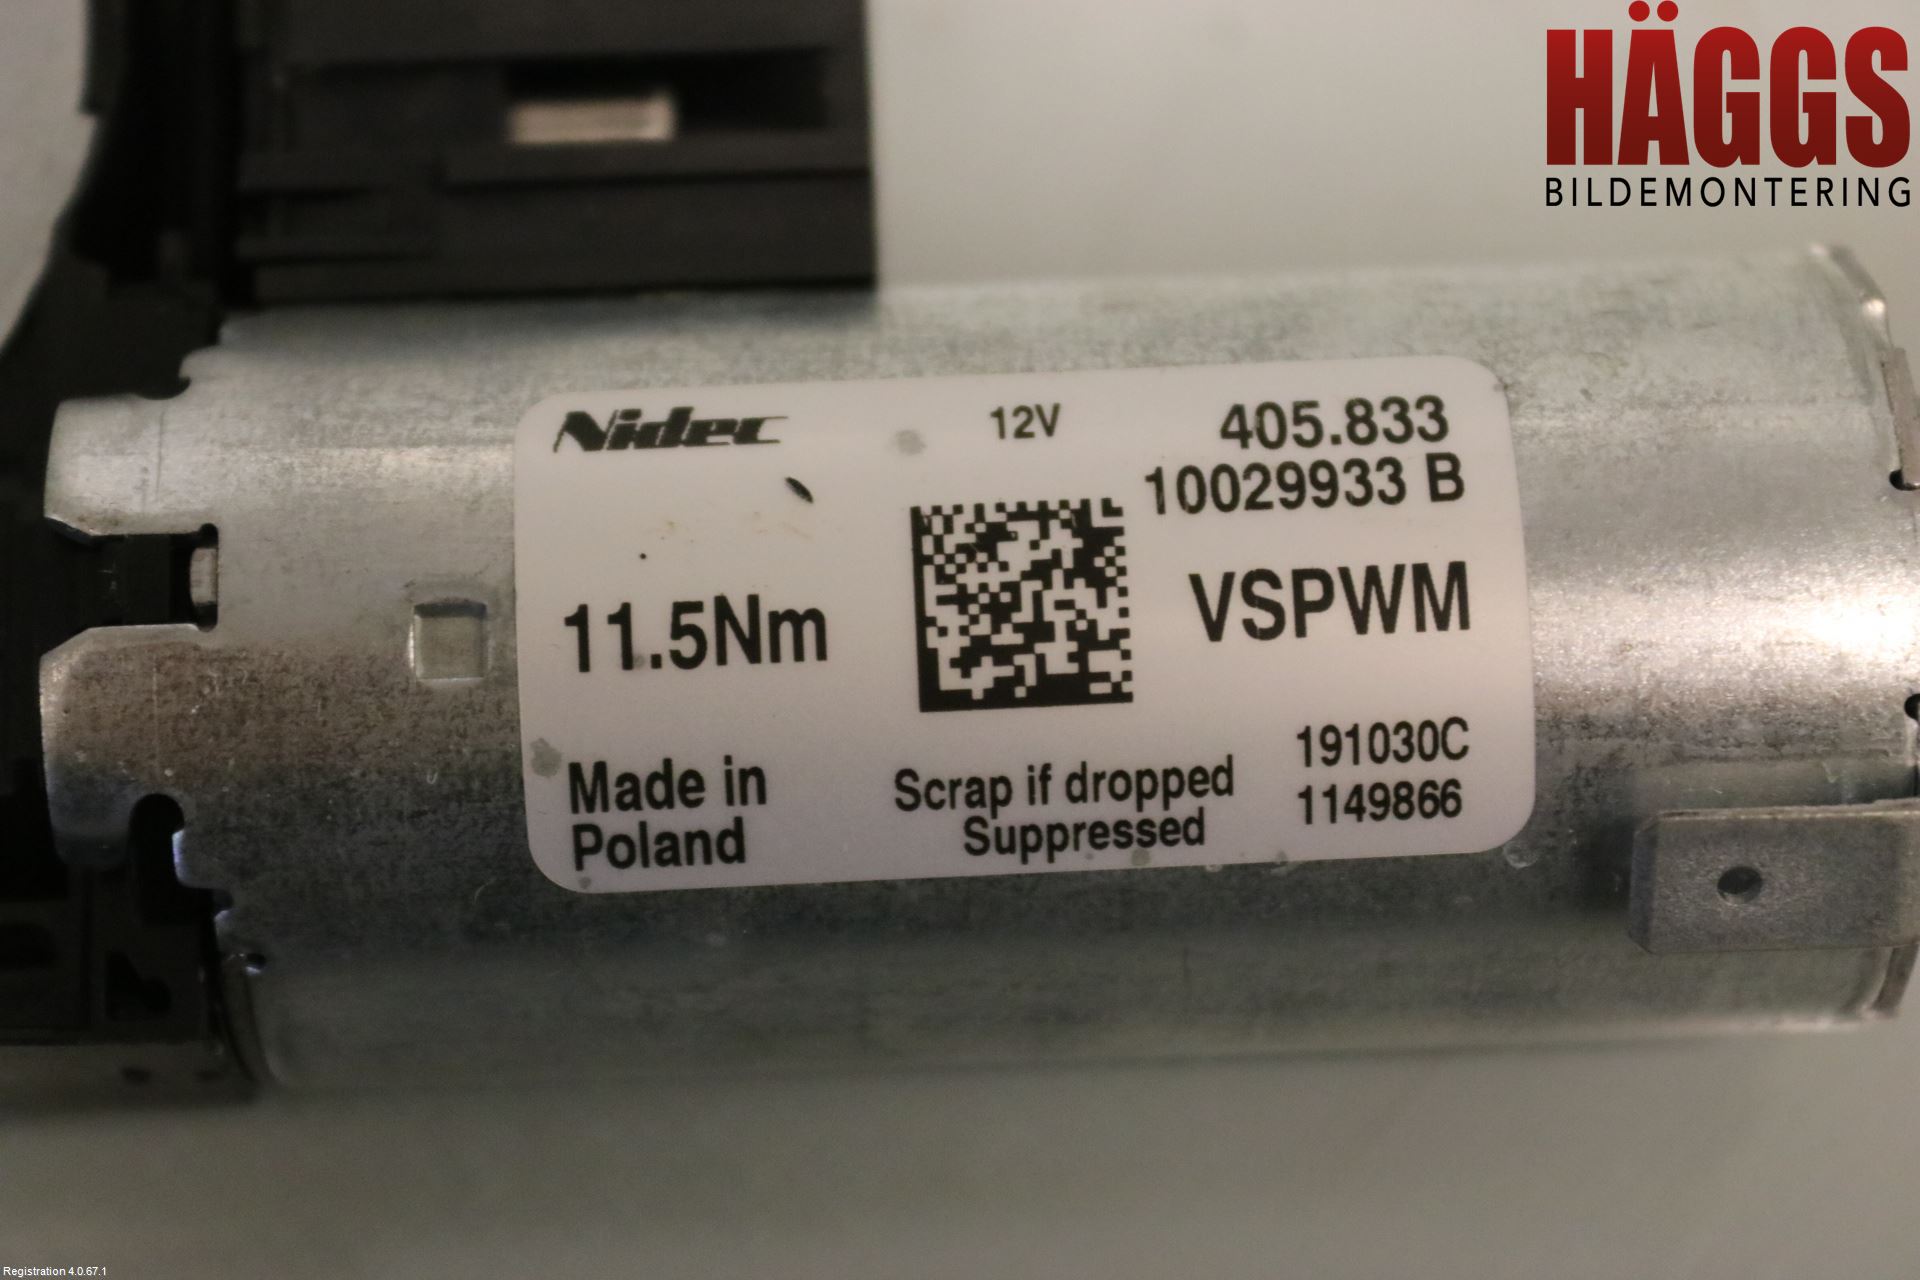 HÄGGS
BILDEMONTERING
Nidec 12V 405.833
10029933 B
11.5Nm VSPWM
Made in
Poland
Scrap if dropped
Suppressed
191030C
1149866
Registration 4.0.67.1